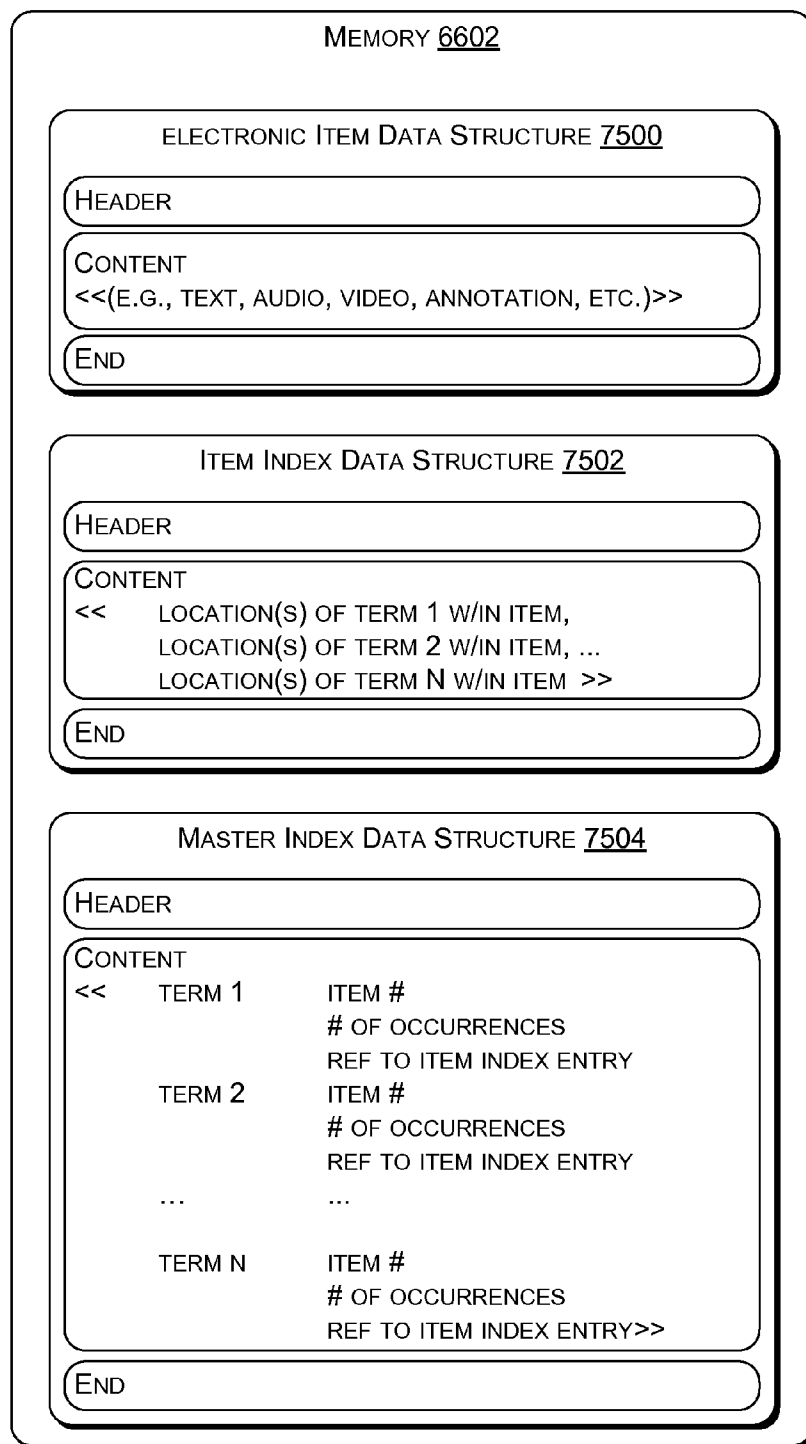 MEMORY 6602
ELECTRONIC ITEM DATA STRUCTURE 7500
HEADER
CONTENT
<<(E.G., TEXT, AUDIO, VIDEO, ANNOTATION, ETC.)>>
END
ITEM INDEX DATA STRUCTURE 7502
HEADER
CONTENT
<< LOCATION(S) OF TERM 1 W/IN ITEM,
LOCATION(S) OF TERM 2 W/IN ITEM, ...
LOCATION(S) OF TERM N W/IN ITEM >>
END
MASTER INDEX DATA STRUCTURE 7504
HEADER
CONTENT
<< TERM 1 ITEM #
# OF OCCURRENCES
REF TO ITEM INDEX ENTRY
TERM 2 ITEM #
# OF OCCURRENCES
REF TO ITEM INDEX ENTRY
... ...
TERM N ITEM #
# OF OCCURRENCES
REF TO ITEM INDEX ENTRY>>
END